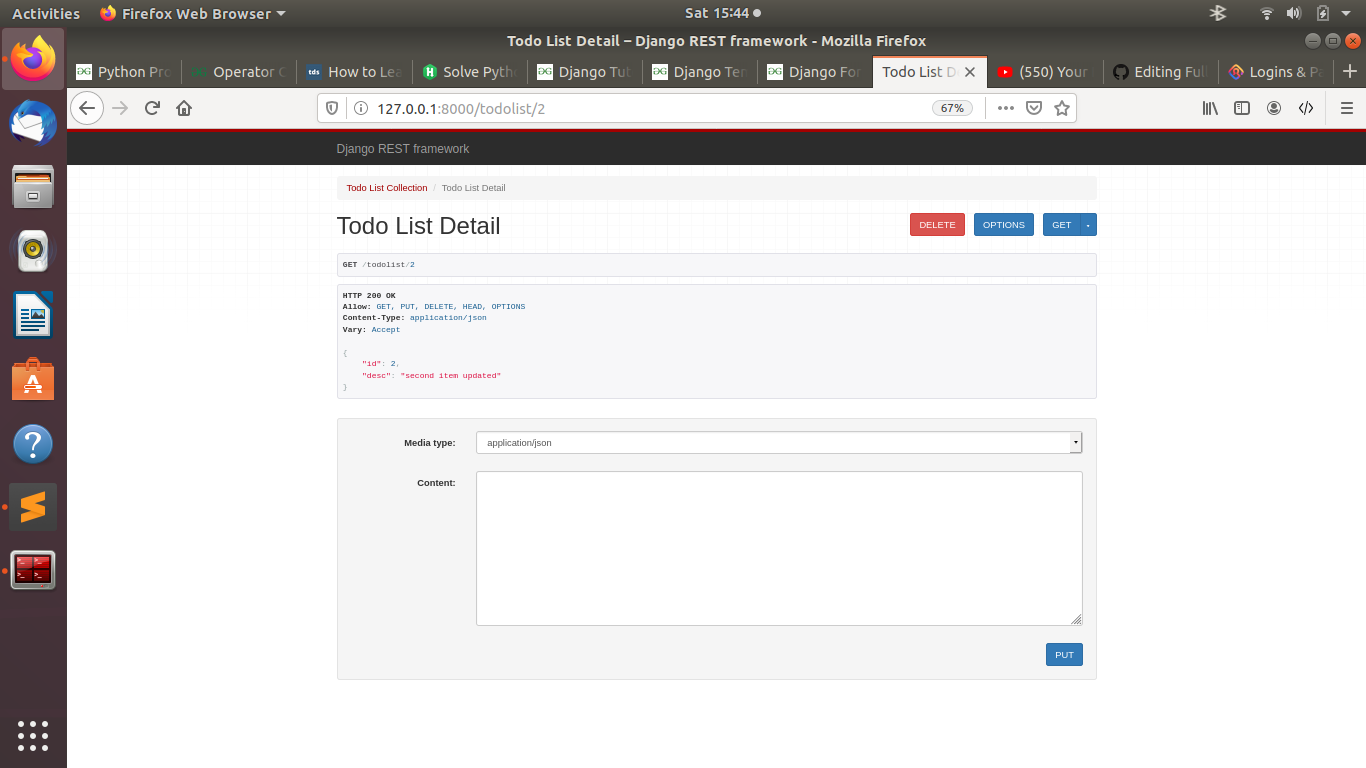 Activities
Firefox Web Browser
Sat 15:44
Todo List Detail – Django REST framework - Mozilla Firefox
Python Pro
Operator
How to Lea
Solve Pyth
Django Tut
Django Ten
Django For
Todo List D
(550) Your
Editing Full
Logins & Pa
127.0.0.1:8000/todolist/2
67%
Django REST framework
Todo List Collection / Todo List Detail
Todo List Detail
DELETE
OPTIONS
GET
GET /todolist/2
HTTP 200 OK
Allow: GET, PUT, DELETE, HEAD, OPTIONS
Content-Type: application/json
Vary: Accept
{
"id": 2,
"desc": "second item updated"
}
Media type:
application/json
Content:
PUT